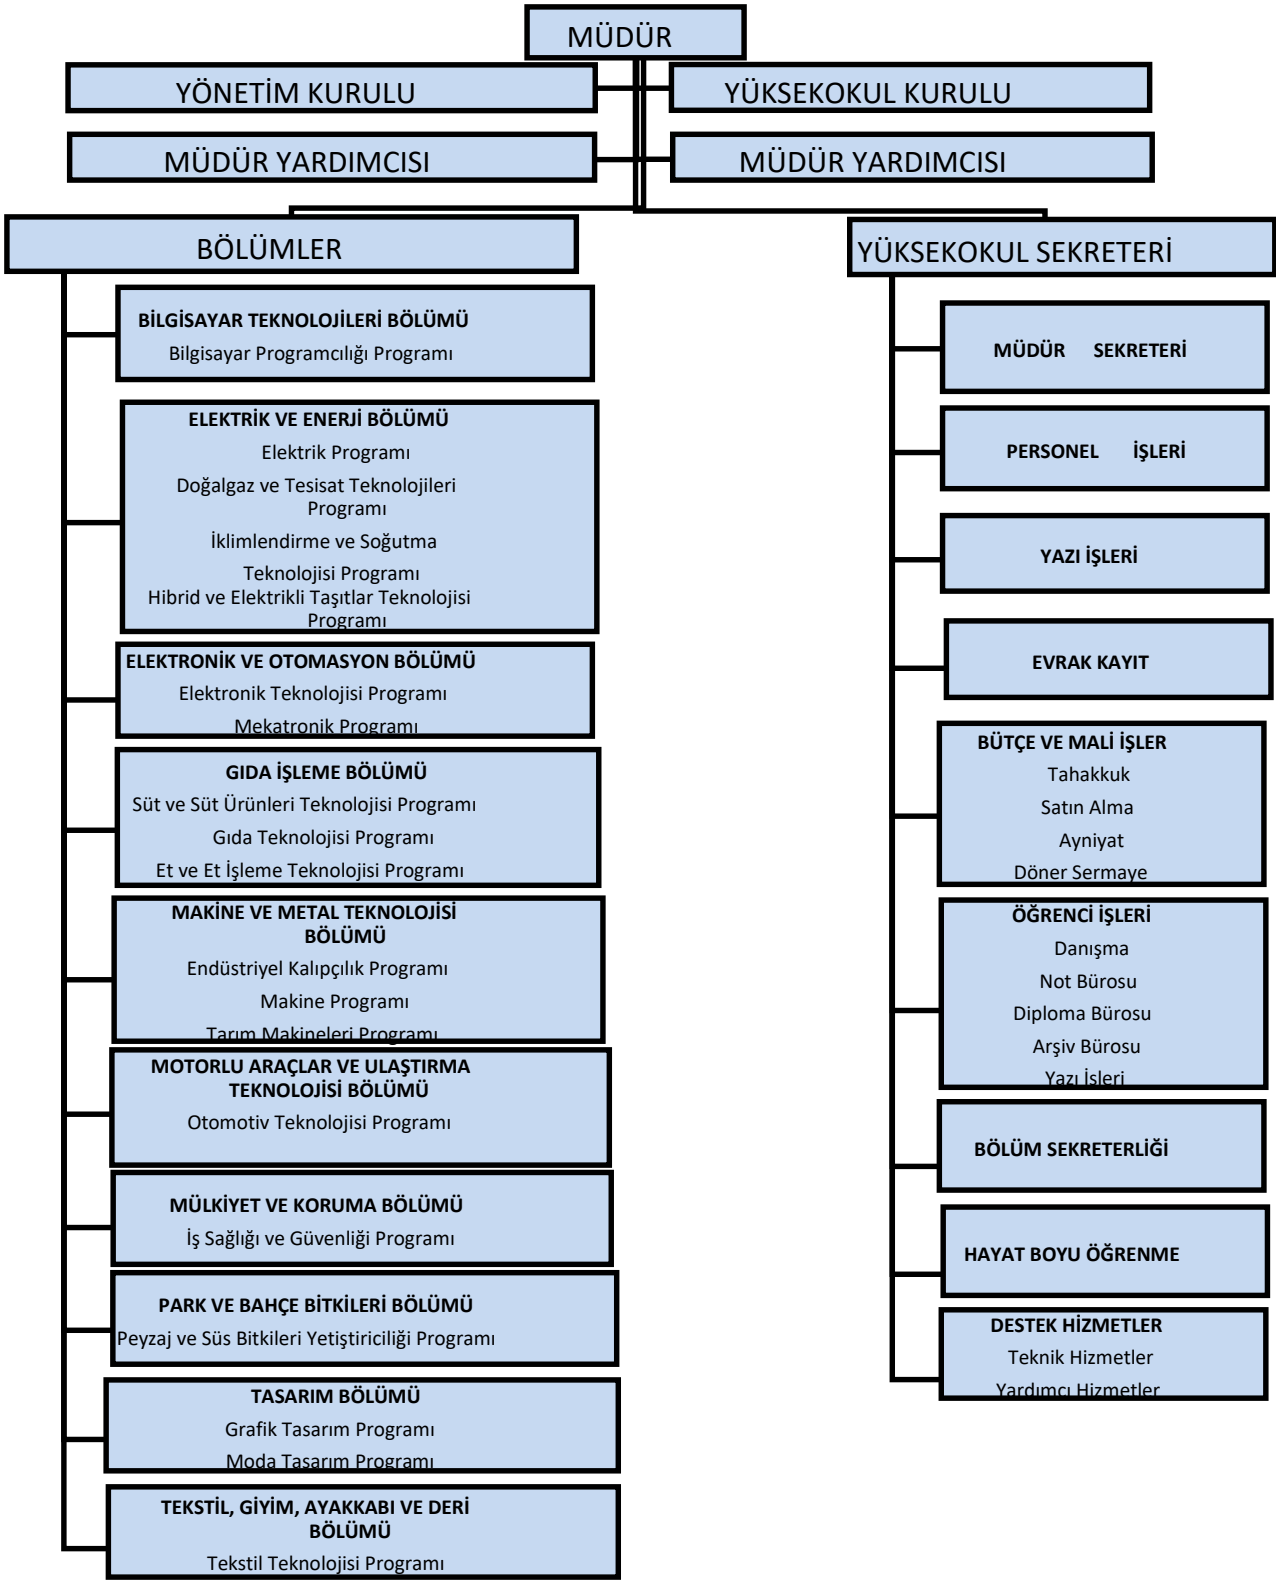 MÜDÜR
YÖNETİM KURULU
YÜKSEKOKUL KURULU
MÜDÜR YARDIMCISI
MÜDÜR YARDIMCISI
BÖLÜMLER
BİLGİSAYAR TEKNOLOJİLERİ BÖLÜMÜ
Bilgisayar Programcılığı Programı
ELEKTRİK VE ENERJİ BÖLÜMÜ
Elektrik Programı
Doğalgaz ve Tesisat Teknolojileri
Programı
İklimlendirme ve Soğutma
Teknolojisi Programı
Hibrid ve Elektrikli Taşıtlar Teknolojisi
Programı
ELEKTRONİK VE OTOMASYON BÖLÜMÜ
Elektronik Teknolojisi Programı
Mekatronik Programı
GIDA İŞLEME BÖLÜMÜ
Süt ve Süt Ürünleri Teknolojisi Programı
Gıda Teknolojisi Programı
Et ve Et İşleme Teknolojisi Programı
MAKİNE VE METAL TEKNOLOJİSİ
BÖLÜMÜ
Endüstriyel Kalıpçılık Programı
Makine Programı
Tarım Makineleri Programı
MOTORLU ARAÇLAR VE ULAŞTIRMA
TEKNOLOJİSİ BÖLÜMÜ
Otomotiv Teknolojisi Programı
MÜLKİYET VE KORUMA BÖLÜMÜ
İş Sağlığı ve Güvenliği Programı
PARK VE BAHÇE BİTKİLERİ BÖLÜMÜ
Peyzaj ve Süs Bitkileri Yetiştiriciliği Programı
TASARIM BÖLÜMÜ
Grafik Tasarım Programı
Moda Tasarım Programı
TEKSTİL, GİYİM, AYAKKABI VE DERİ
BÖLÜMÜ
Tekstil Teknolojisi Programı
YÜKSEKOKUL SEKRETERİ
MÜDÜR SEKRETERİ
PERSONEL İŞLERİ
YAZI İŞLERİ
EVRAK KAYIT
BÜTÇE VE MALİ İŞLER
Tahakkuk
Satın Alma
Ayniyat
Döner Sermaye
ÖĞRENCİ İŞLERİ
Danışma
Not Bürosu
Diploma Bürosu
Arşiv Bürosu
Yazı İşleri
BÖLÜM SEKRETERLİĞİ
HAYAT BOYU ÖĞRENME
DESTEK HİZMETLER
Teknik Hizmetler
Yardımcı Hizmetler